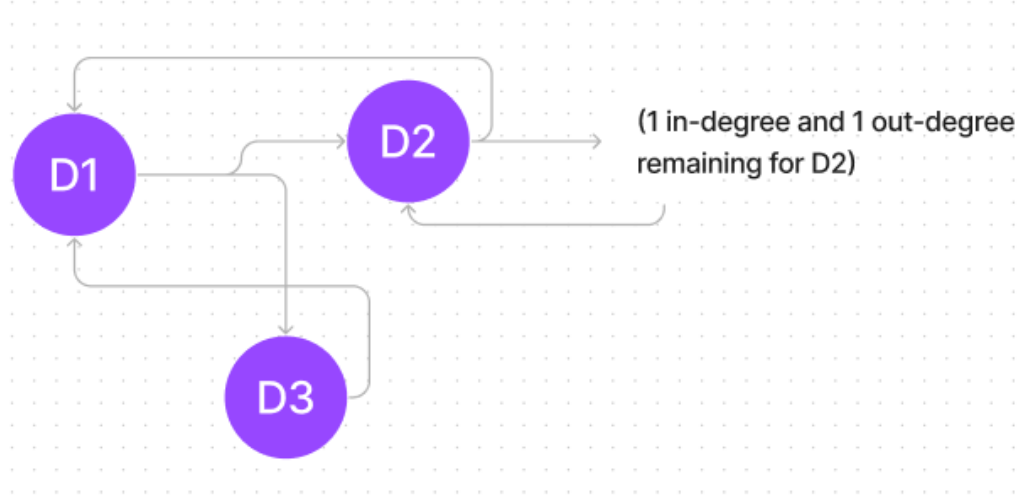 D1
D2
(1 in-degree and 1 out-degree
remaining for D2)
D3